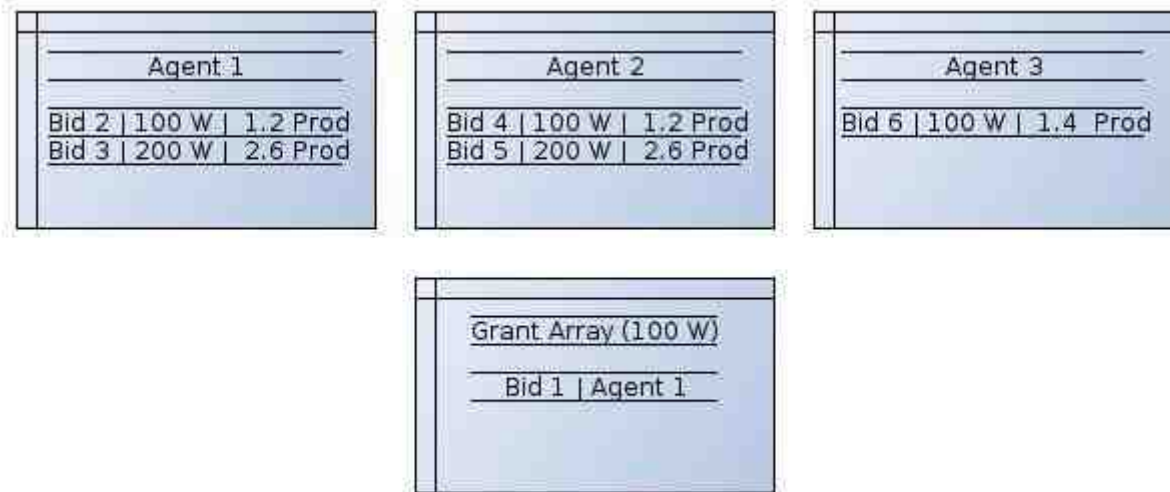 Agent 1
Bid 2 | 100 W | 1.2 Prod
Bid 3 | 200 W | 2.6 Prod
Agent 2
Bid 4 | 100 W | 1.2 Prod
Bid 5 | 200 W | 2.6 Prod
Agent 3
Bid 6 | 100 W | 1.4 Prod
Grant Array (100 W)
Bid 1 | Agent 1